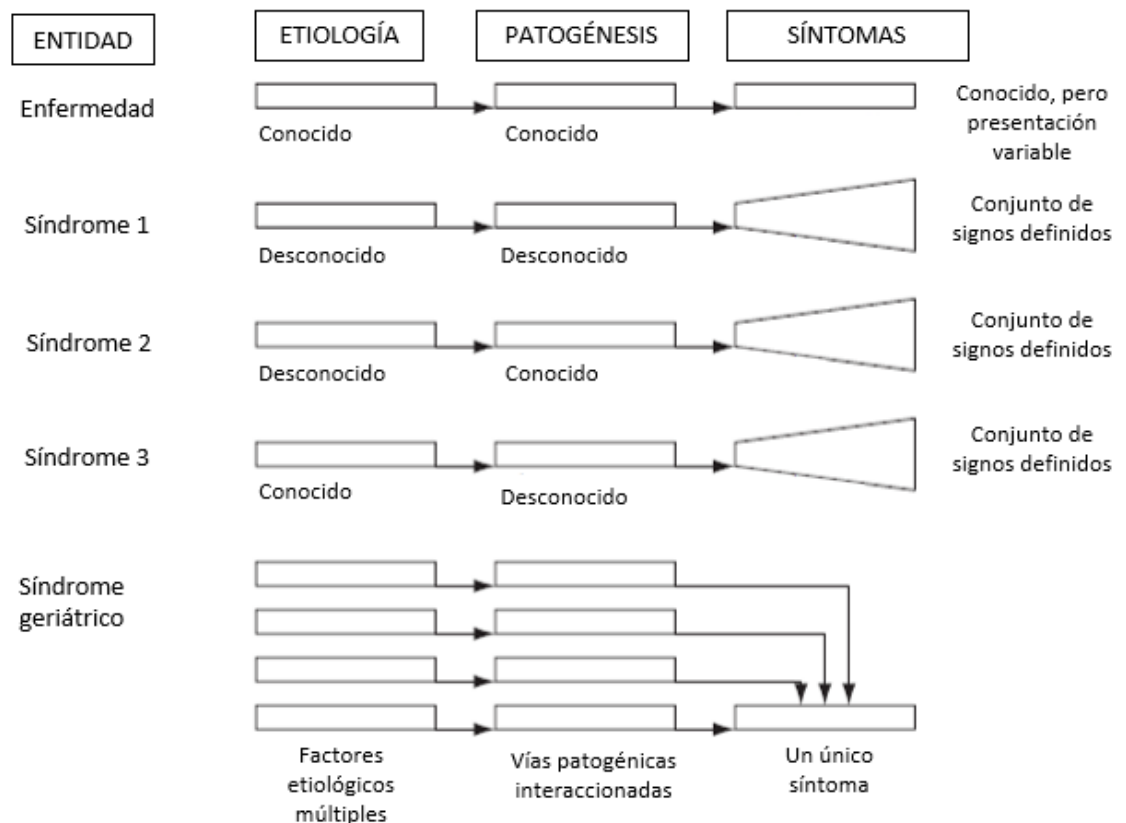 ENTIDAD
ETIOLOGÍA
PATOGÉNESIS
SÍNTOMAS
Enfermedad
Conocido
Conocido
Conocido, pero
presentación
variable
Síndrome 1
Desconocido
Desconocido
Conjunto de
signos definidos
Síndrome 2
Desconocido
Conocido
Conjunto de
signos definidos
Síndrome 3
Conocido
Desconocido
Conjunto de
signos definidos
Síndrome
geriátrico
Factores
etiológicos
múltiples
Vías patogénicas
interaccionadas
Un único
síntoma